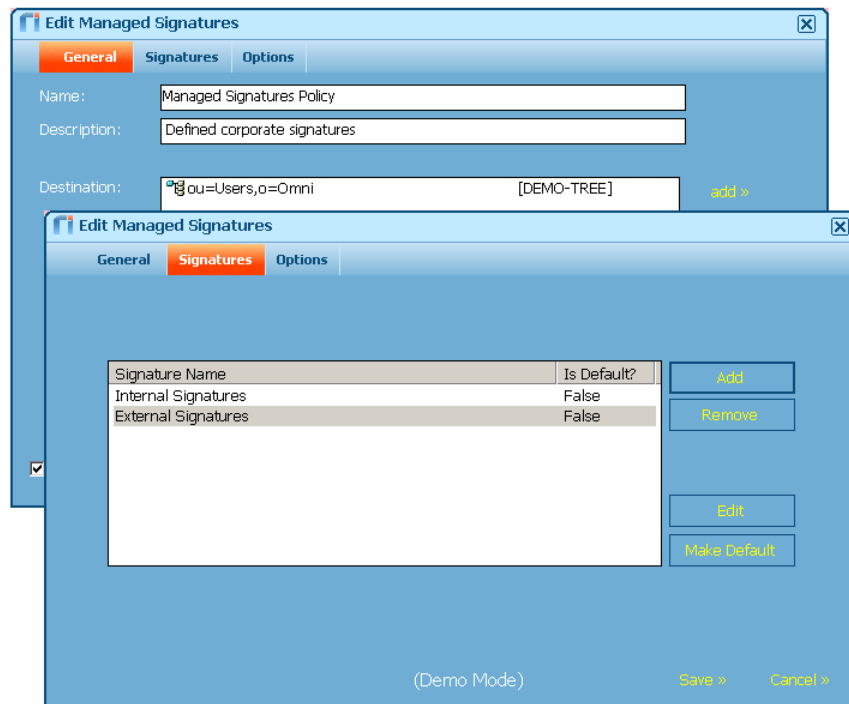 Edit Managed Signatures
General Signatures Options
Name: Managed Signatures Policy
Description: Defined corporate signatures
Destination: ou=Users,o=Omni [DEMO-TREE] add »
Edit Managed Signatures
General Signatures Options
Signature Name Is Default?
Internal Signatures False
External Signatures False
Add
Remove
Edit
Make Default
(Demo Mode) Save » Cancel »